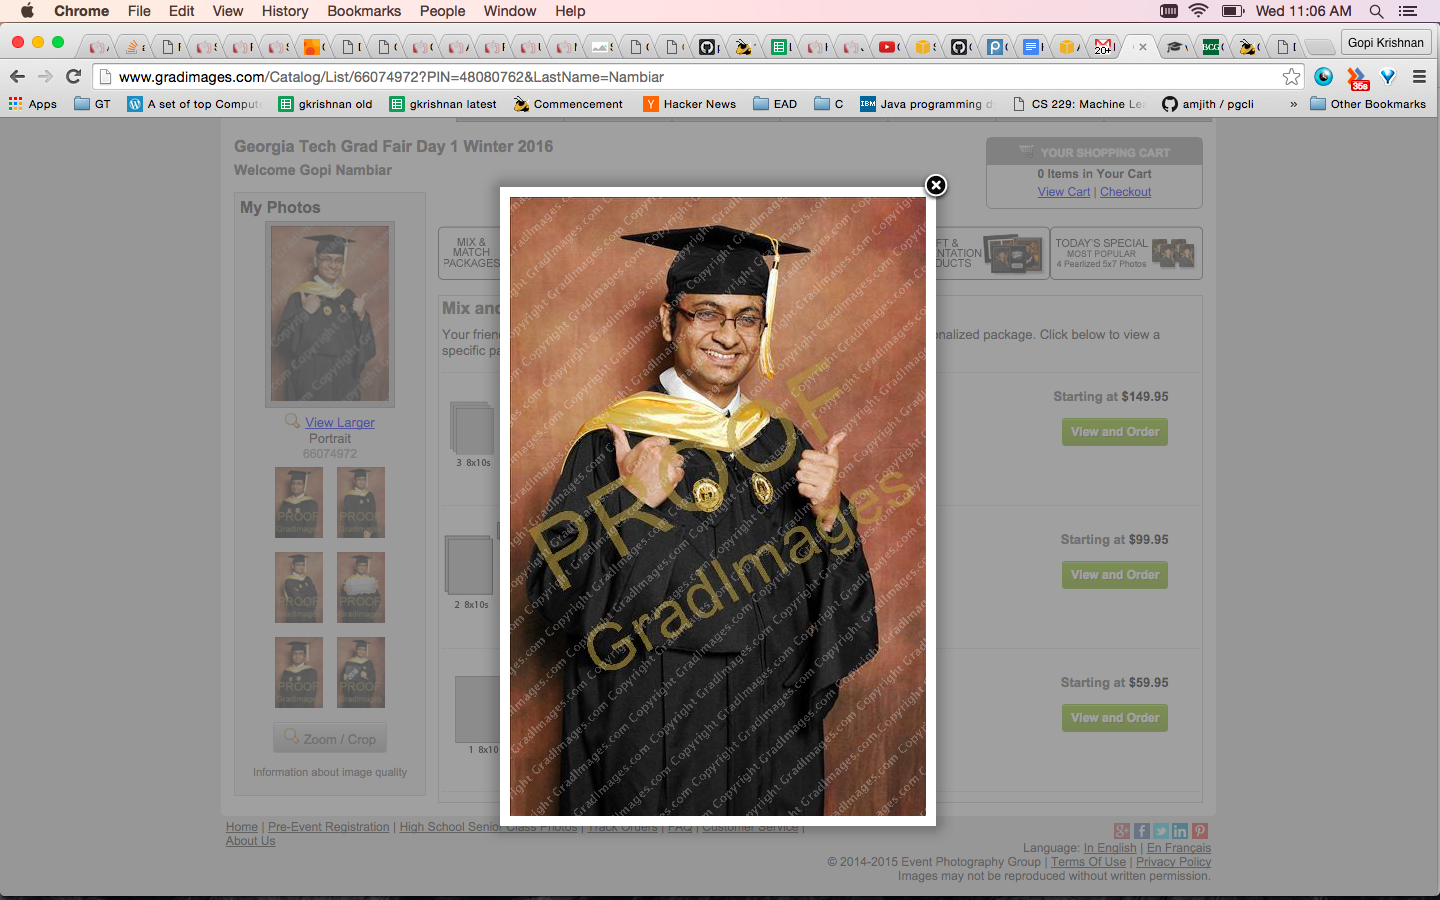 Chrome File Edit View History Bookmarks People Window Help
Wed 11:06 AM
Gopi Krishnan
www.gradimages.com/Catalog/List/66074972?PIN=48080762&LastName=Nambiar
Apps GT A set of top Comput gkrishnan old gkrishnan latest Commencement Hacker News EAD C IBM Java programming d CS 229: Machine Lea amjith / pgcli » Other Bookmarks
Georgia Tech Grad Fair Day 1 Winter 2016
Welcome Gopi Nambiar
YOUR SHOPPING CART
0 Items in Your Cart
View Cart | Checkout
My Photos
View Larger
Portrait
66074972
Zoom / Crop
Information about image quality
MIX &
MATCH
PACKAGES
FT &
NTATION
DUCTS
TODAY'S SPECIAL
MOST POPULAR
4 Pearlized 5x7 Photos
Mix and
Your frien
onalized package. Click below to view a
specific pa
3 8x10s
Starting at $149.95
View and Order
2 8x10s
Starting at $99.95
View and Order
1 8x10
Starting at $59.95
View and Order
PROOF
GradImages
Copyright GradImages.com
Home | Pre-Event Registration | High School Senior Class Photos | Track Orders | FAQ | Customer Service |
About Us
Language: In English | En Français
© 2014-2015 Event Photography Group | Terms Of Use | Privacy Policy
Images may not be reproduced without written permission.